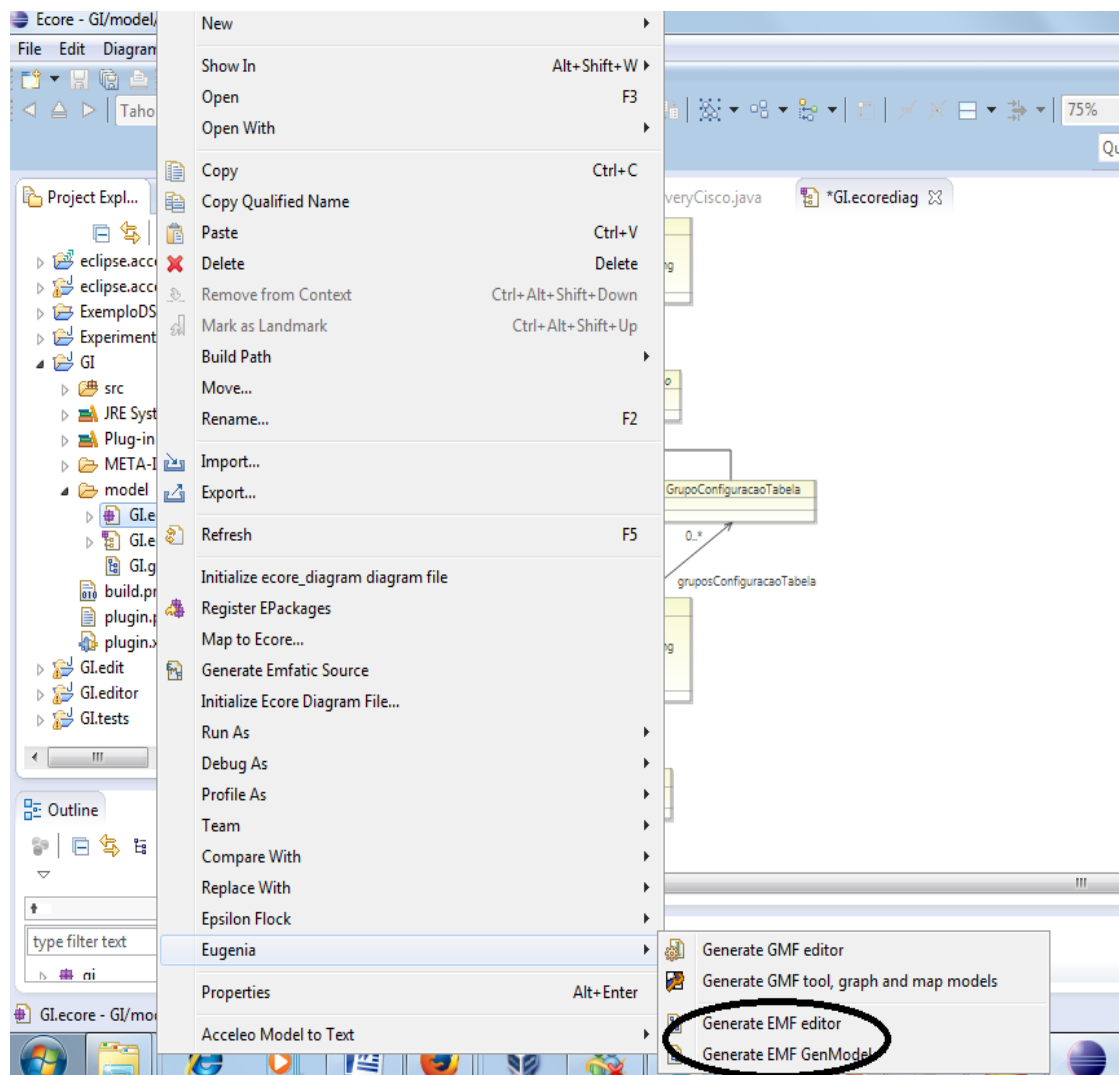 Ecore - GI/model/
File Edit Diagram
Taho
75%
Qu
Project Expl...
eclipse.acce
eclipse.acce
ExemploDS
Experiment
GI
src
JRE Syst
Plug-in
META-I
model
GI.e
GI.e
GI.g
build.pr
plugin.p
plugin.x
GI.edit
GI.editor
GI.tests
Outline
type filter text
gi
GI.ecore - GI/mo
New
Show In Alt+Shift+W
Open F3
Open With
Copy Ctrl+C
Copy Qualified Name
Paste Ctrl+V
Delete Delete
Remove from Context Ctrl+Alt+Shift+Down
Mark as Landmark Ctrl+Alt+Shift+Up
Build Path
Move...
Rename... F2
Import...
Export...
Refresh F5
Initialize ecore_diagram diagram file
Register EPackages
Map to Ecore...
Generate Emfatic Source
Initialize Ecore Diagram File...
Run As
Debug As
Profile As
Team
Compare With
Replace With
Epsilon Flock
Eugenia
Properties Alt+Enter
Acceleo Model to Text
Generate GMF editor
Generate GMF tool, graph and map models
Generate EMF editor
Generate EMF GenModel
veryCisco.java
*GI.ecorediag
ng
o
GrupoConfiguracaoTabela
0..*
gruposConfiguracaoTabela
ng